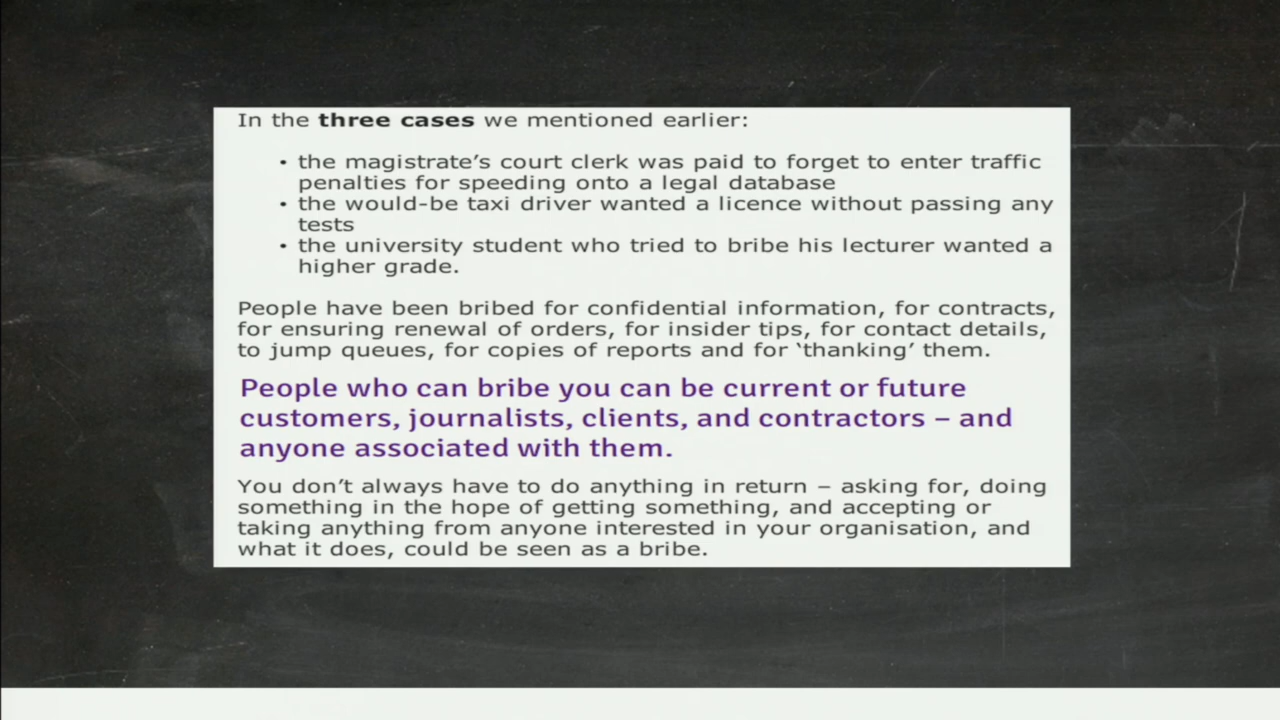 In the three cases we mentioned earlier:
• the magistrate's court clerk was paid to forget to enter traffic
penalties for speeding onto a legal database
• the would-be taxi driver wanted a licence without passing any
tests
• the university student who tried to bribe his lecturer wanted a
higher grade.
People have been bribed for confidential information, for contracts,
for ensuring renewal of orders, for insider tips, for contact details,
to jump queues, for copies of reports and for ‘thanking’ them.
People who can bribe you can be current or future
customers, journalists, clients, and contractors – and
anyone associated with them.
You don’t always have to do anything in return – asking for, doing
something in the hope of getting something, and accepting or
taking anything from anyone interested in your organisation, and
what it does, could be seen as a bribe.